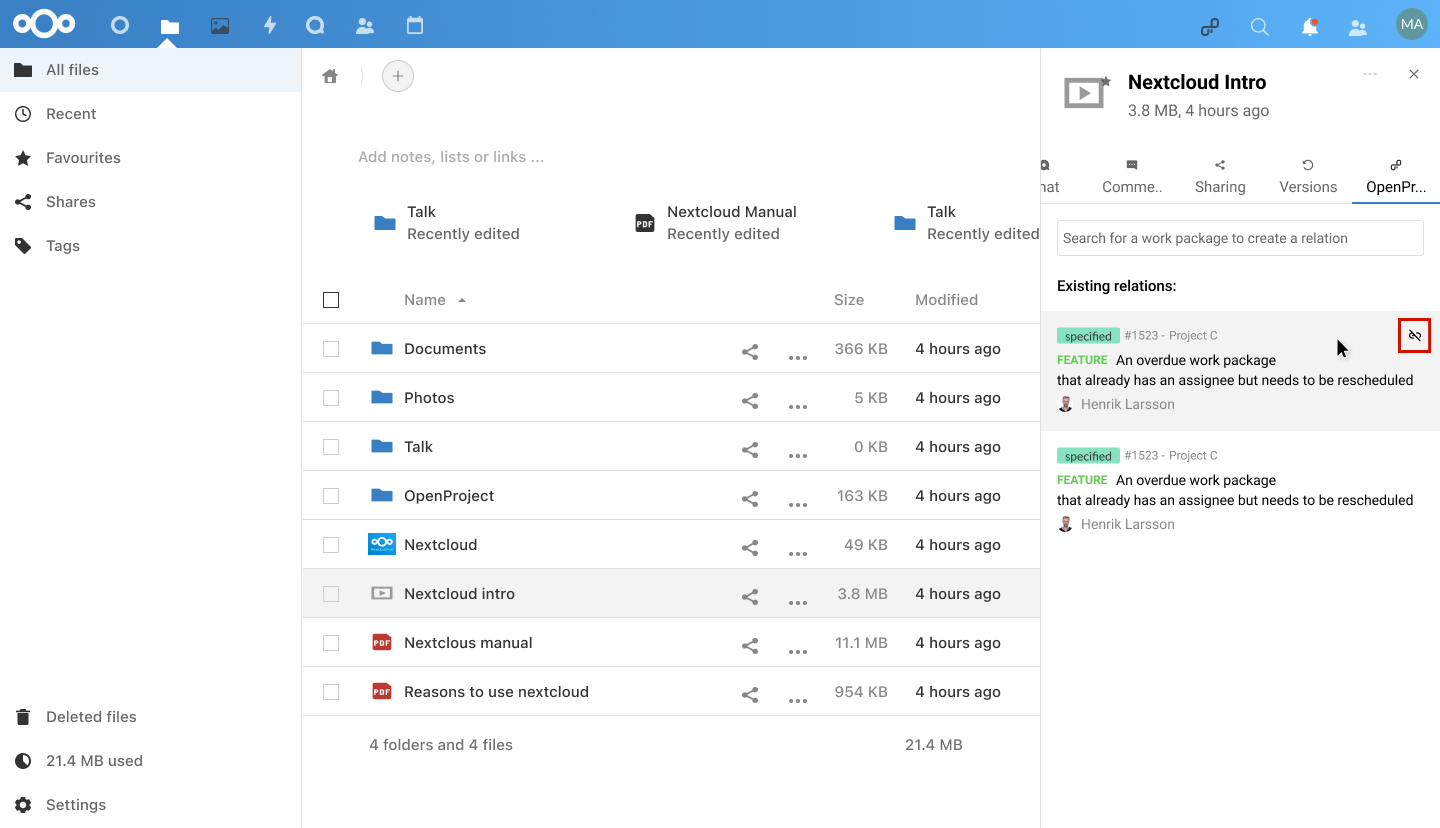 MA
All files
Recent
Favourites
Shares
Tags
Deleted files
21.4 MB used
Settings
Add notes, lists or links ...
Talk
Recently edited
PDF
Nextcloud Manual
Recently edited
Talk
Recently edited
Name
Size
Modified
Documents
366 KB
4 hours ago
Photos
5 KB
4 hours ago
Talk
0 KB
4 hours ago
OpenProject
163 KB
4 hours ago
Nextcloud
49 KB
4 hours ago
Nextcloud intro
3.8 MB
4 hours ago
PDF
Nextclous manual
11.1 MB
4 hours ago
PDF
Reasons to use nextcloud
954 KB
4 hours ago
4 folders and 4 files
21.4 MB
Nextcloud Intro
3.8 MB, 4 hours ago
hat
Comme..
Sharing
Versions
OpenPr...
Search for a work package to create a relation
Existing relations:
specified #1523 - Project C
FEATURE An overdue work package
that already has an assignee but needs to be rescheduled
Henrik Larsson
specified #1523 - Project C
FEATURE An overdue work package
that already has an assignee but needs to be rescheduled
Henrik Larsson